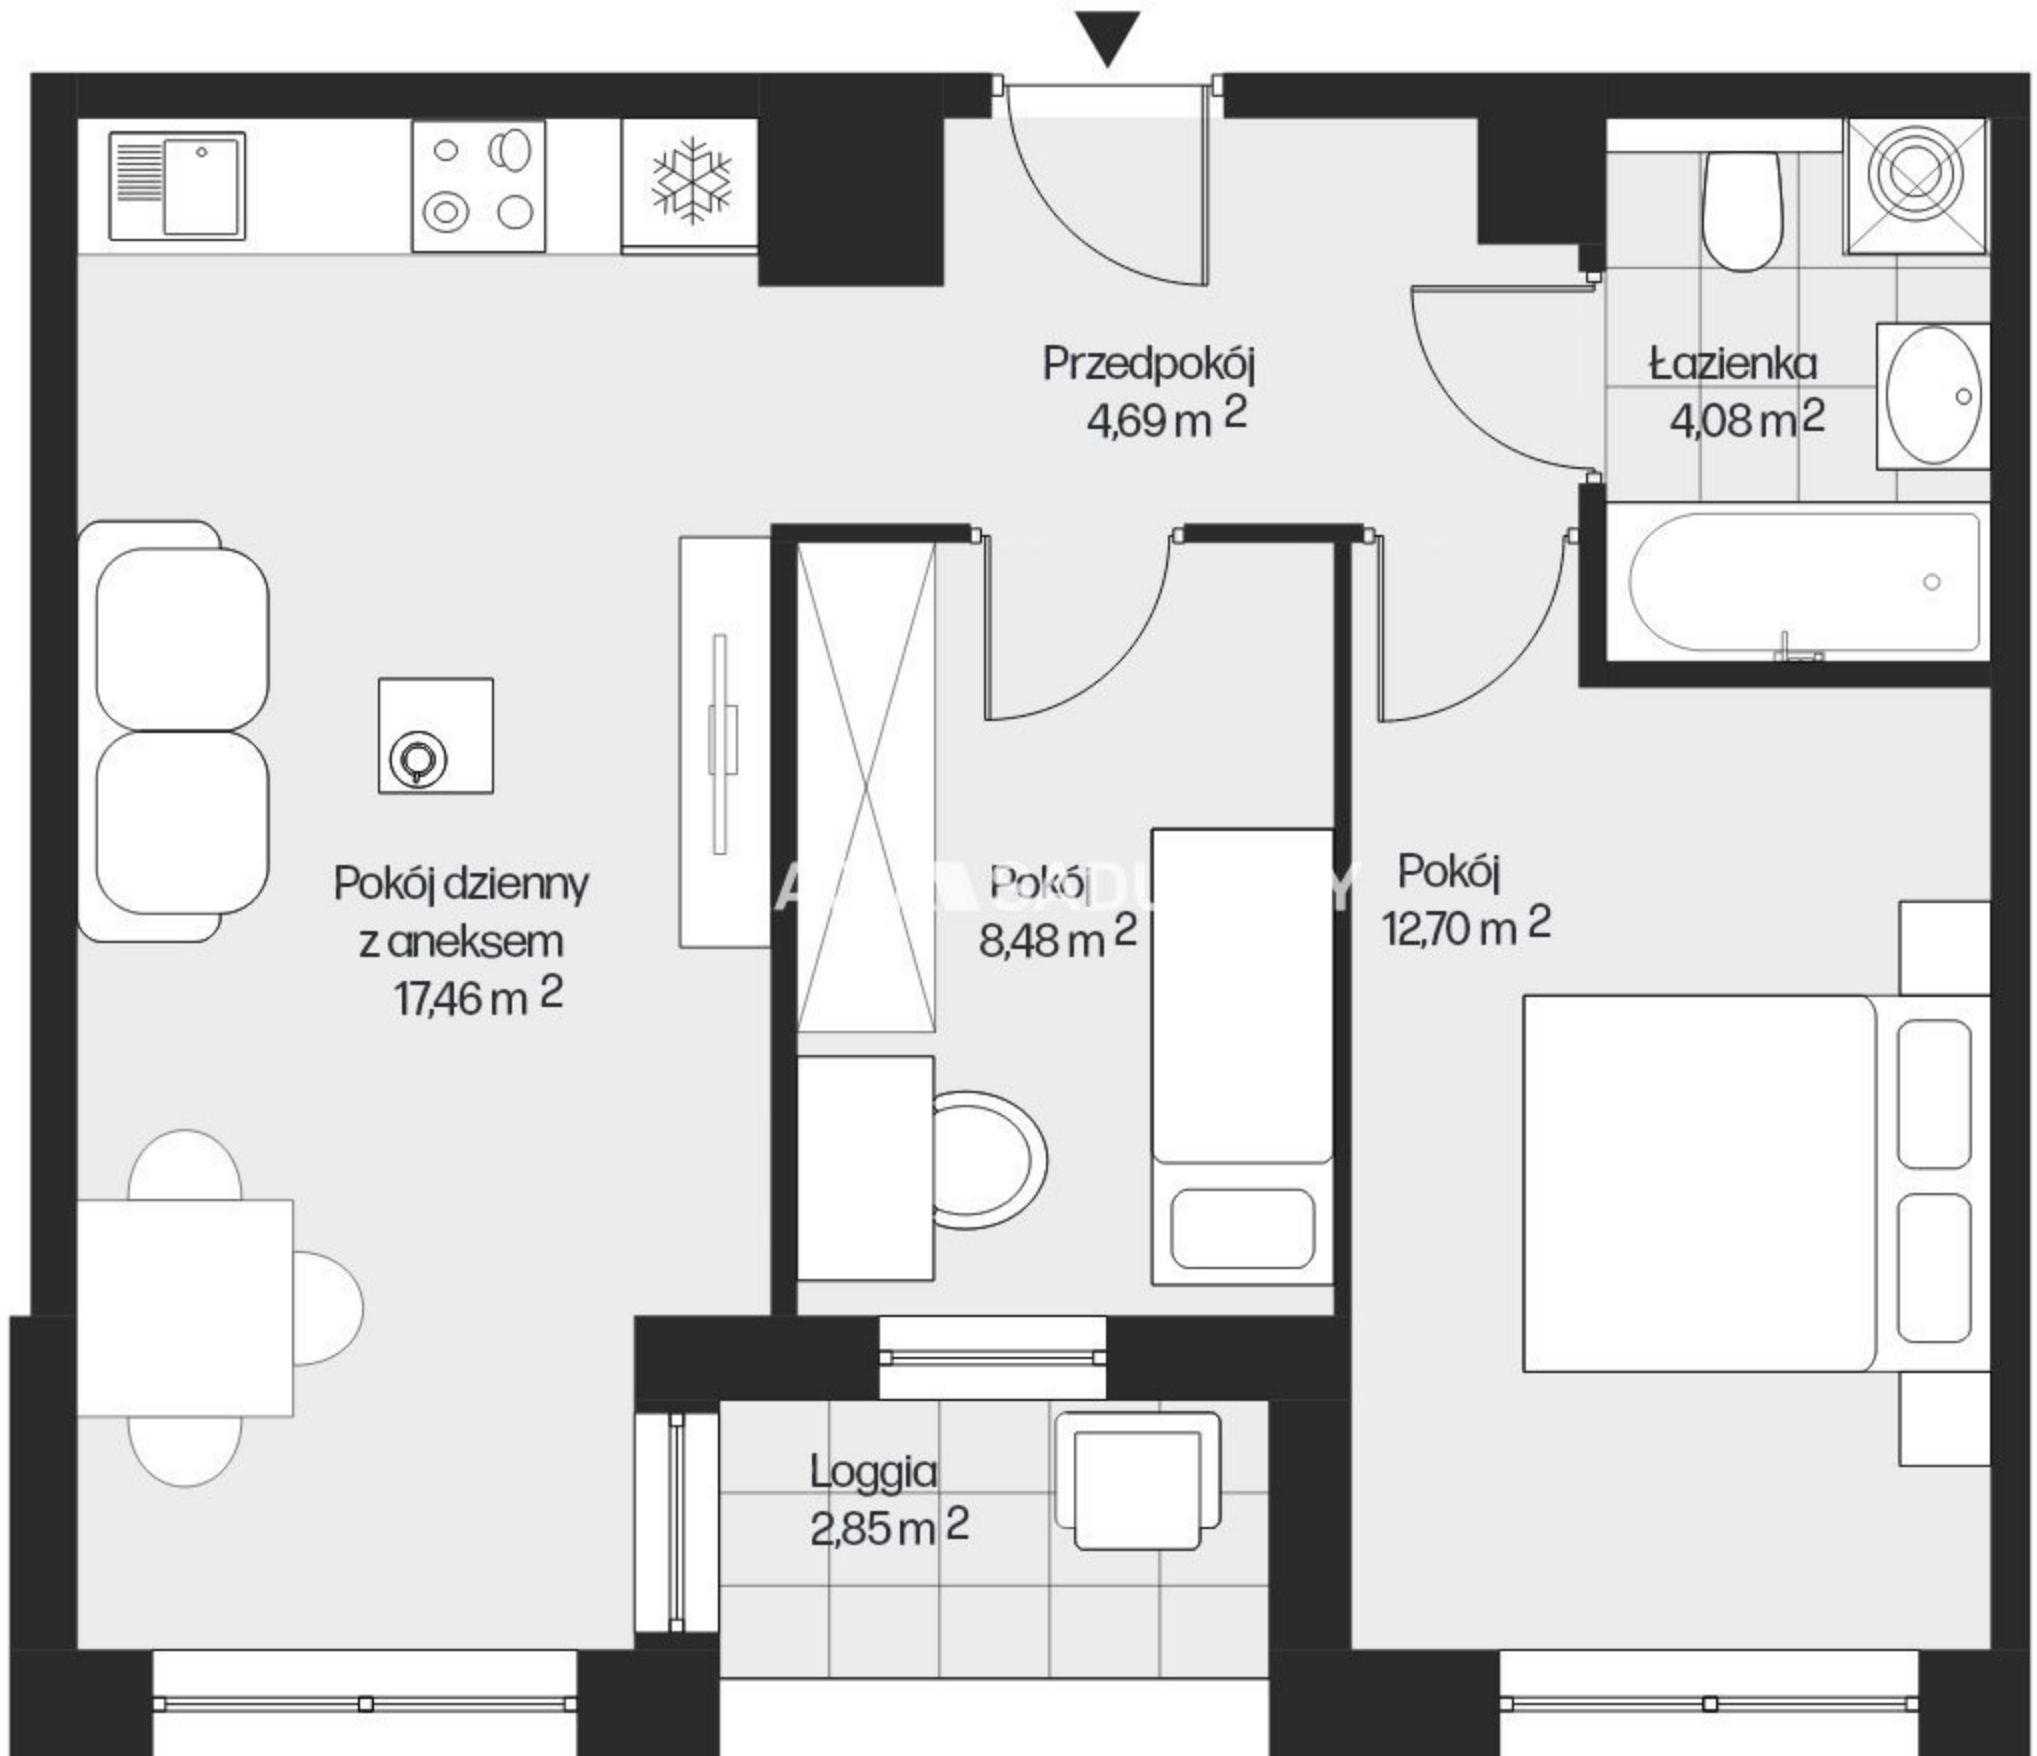 Przedpokój
4,69 m 2
Łazienka
4,08 m 2
Pokój dzienny
z aneksem
17,46 m 2
Pokój
8,48 m 2
Pokój
12,70 m 2
Loggia
2,85 m 2